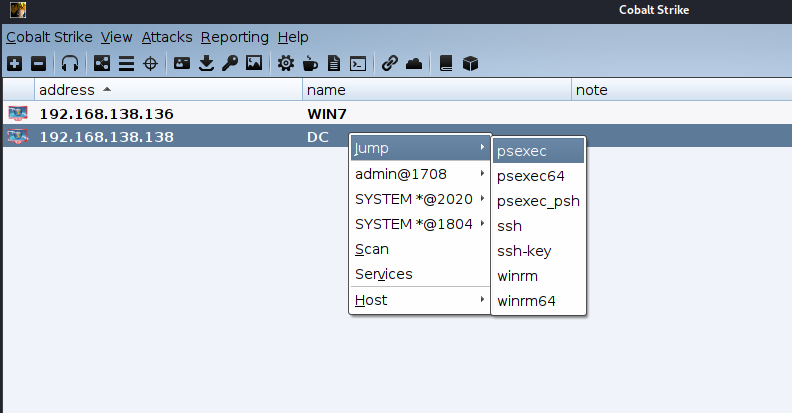 Cobalt Strike
Cobalt Strike View Attacks Reporting Help
address name note
192.168.138.136 WIN7
192.168.138.138 DC
Jump
admin@1708
SYSTEM *@2020
SYSTEM *@1804
Scan
Services
Host
psexec
psexec64
psexec_psh
ssh
ssh-key
winrm
winrm64